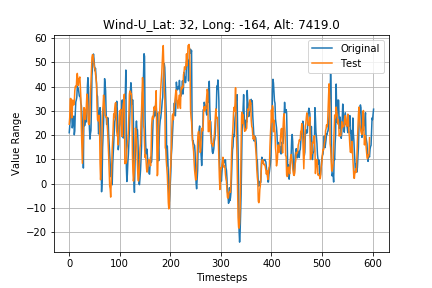 Wind-U_Lat: 32, Long: -164, Alt: 7419.0
Original
Test
Value Range
60
50
40
30
20
10
0
−10
−20
0 100 200 300 400 500 600
Timesteps